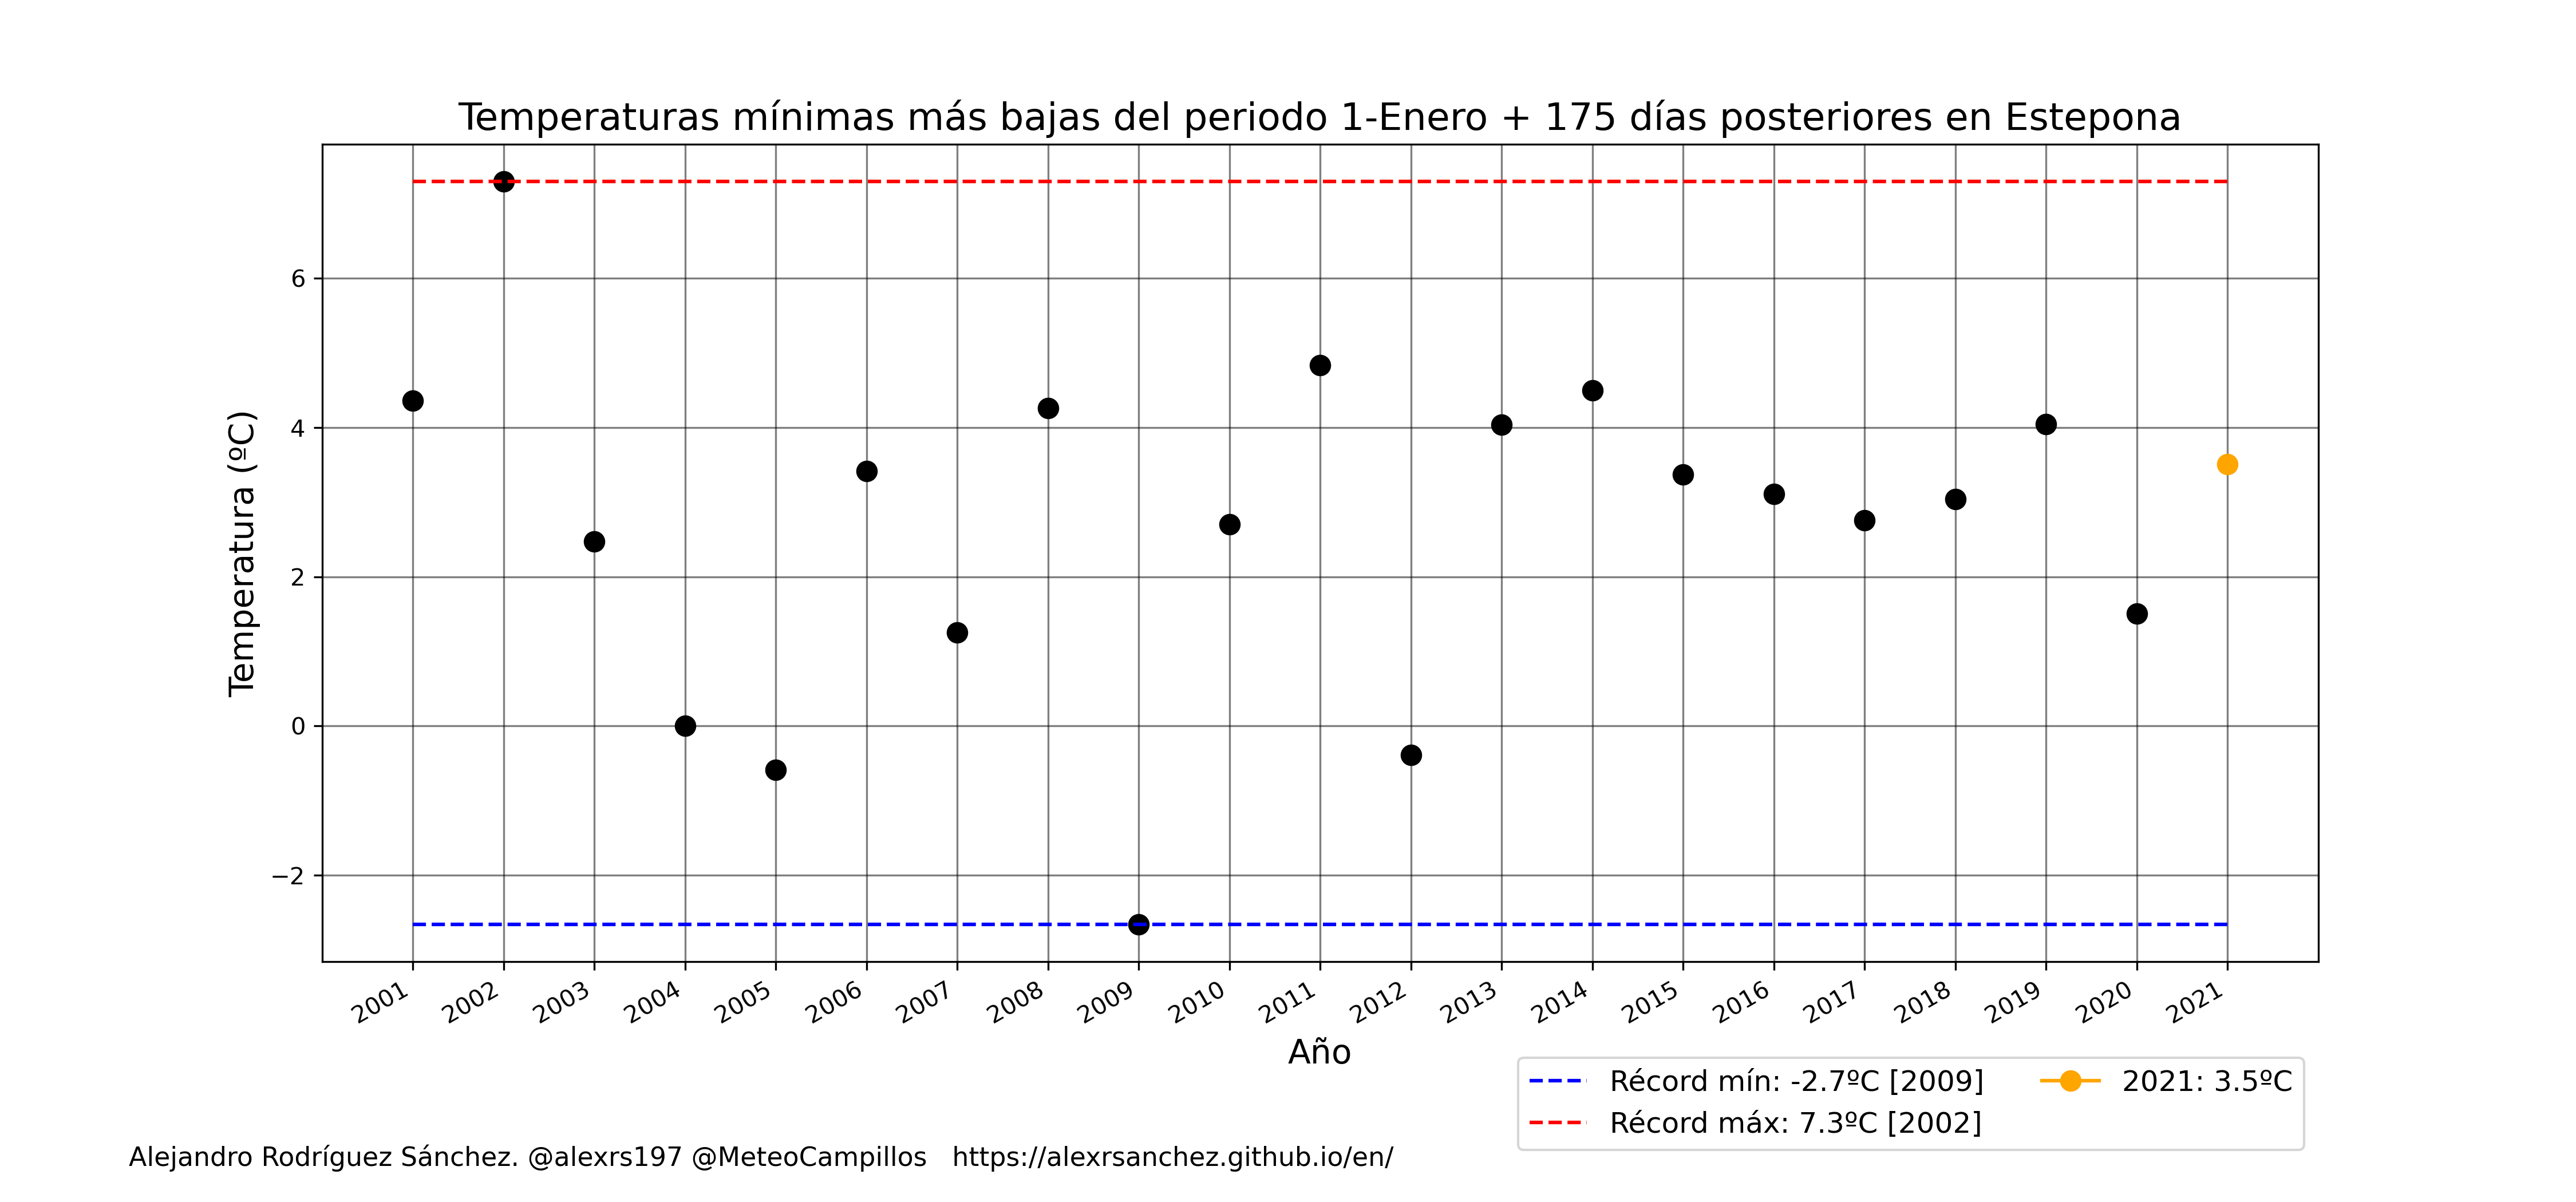 Temperaturas mínimas más bajas del periodo 1-Enero + 175 días posteriores en Estepona
Temperatura (ºC)
6
4
2
0
−2
2001 2002 2003 2004 2005 2006 2007 2008 2009 2010 2011 2012 2013 2014 2015 2016 2017 2018 2019 2020 2021
Año
Récord mín: -2.7ºC [2009]
Récord máx: 7.3ºC [2002]
2021: 3.5ºC
Alejandro Rodríguez Sánchez. @alexrs197 @MeteoCampillos https://alexrsanchez.github.io/en/